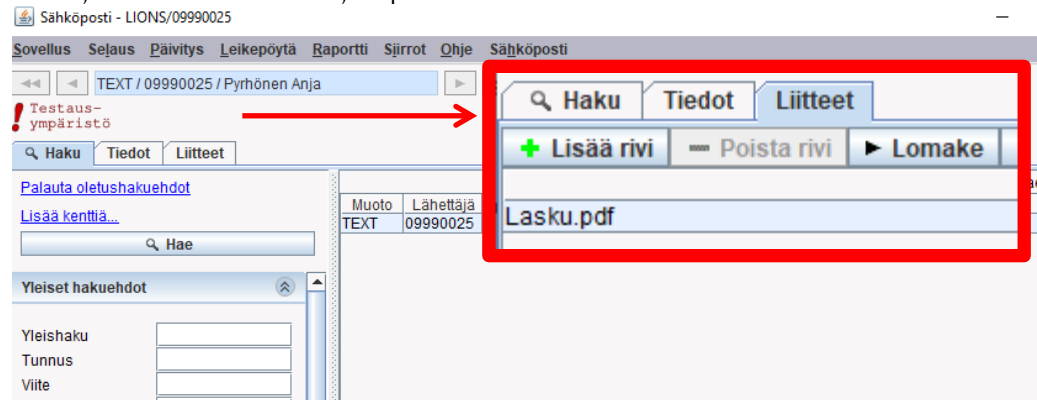 Sähköposti - LIONS/09990025
Sovellus Selaus Päivitys Leikepöytä Raportti Siirrot Ohje Sähköposti
TEXT / 09990025 / Pyrhönen Anja
Testaus-
ympäristö
Haku Tiedot Liitteet
Haku Tiedot Liitteet
Lisää rivi Poista rivi Lomake
Lasku.pdf
Palauta oletushakuehdot
Lisää kenttiä...
Hae
Muoto Lähettäjä
TEXT 09990025
Yleiset hakuehdot
Yleishaku
Tunnus
Viite